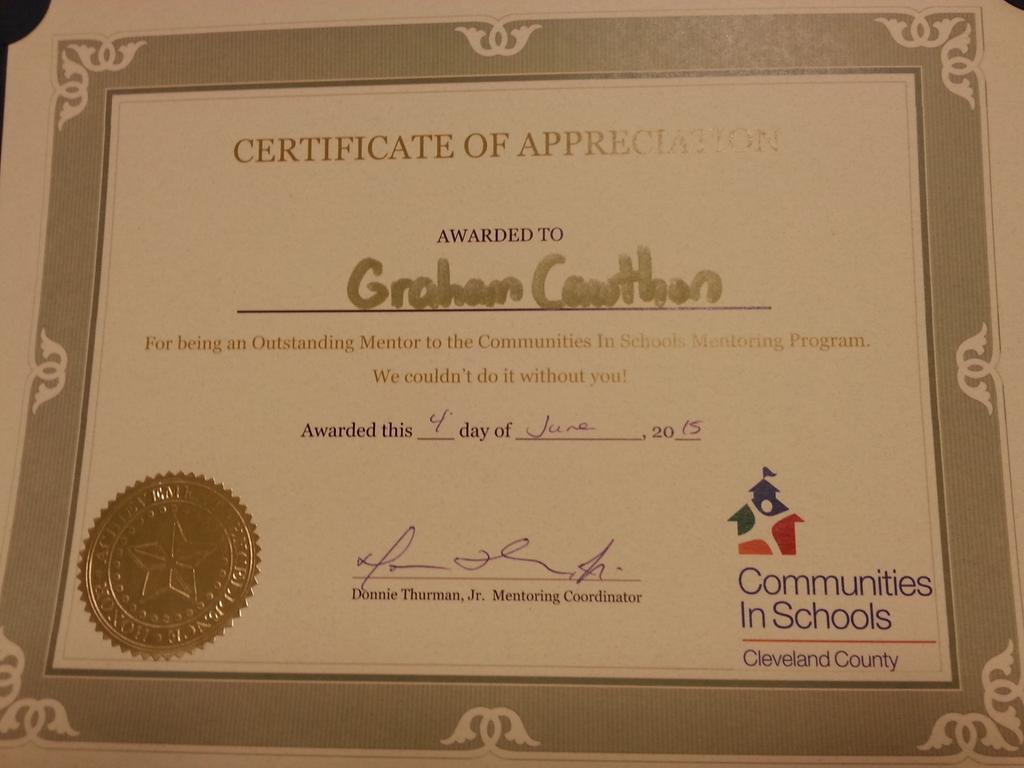 CERTIFICATE OF APPRECIATION
AWARDED TO
Graham Cawthon
For being an Outstanding Mentor to the Communities In Schools Mentoring Program.
We couldn't do it without you!
Awarded this 4 day of June, 2015
Donnie Thurman, Jr. Mentoring Coordinator
Communities
In Schools
Cleveland County